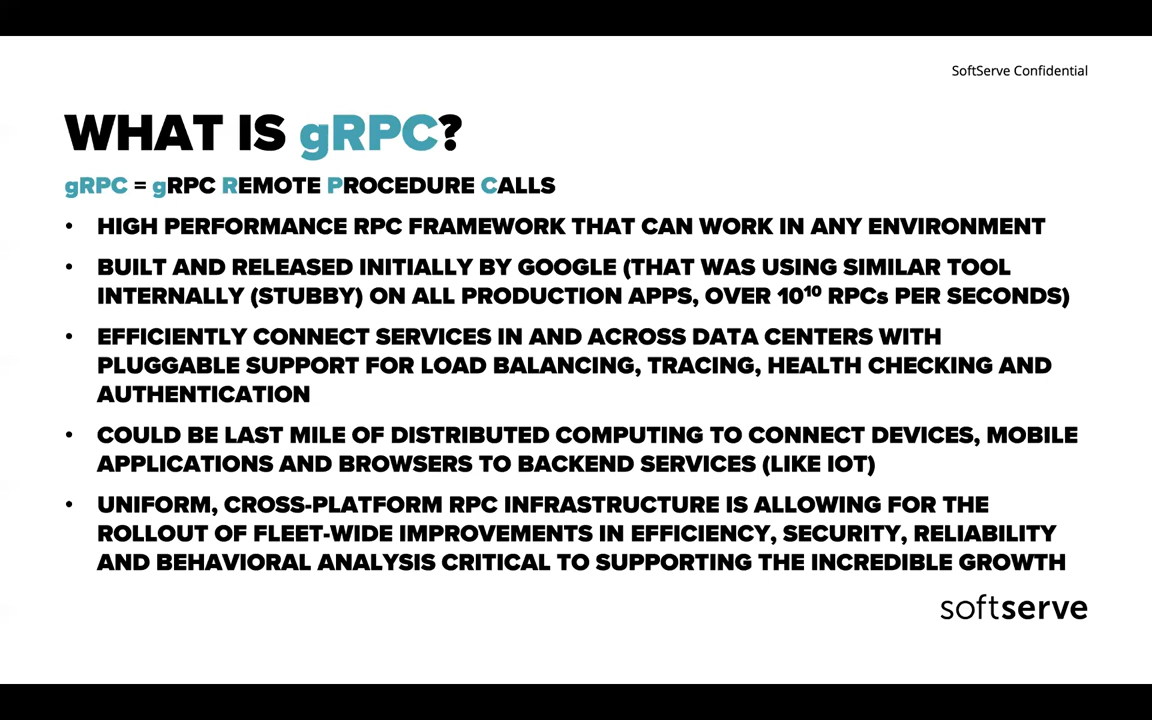 SoftServe Confidential
WHAT IS gRPC?
gRPC = gRPC REMOTE PROCEDURE CALLS
• HIGH PERFORMANCE RPC FRAMEWORK THAT CAN WORK IN ANY ENVIRONMENT
• BUILT AND RELEASED INITIALLY BY GOOGLE (THAT WAS USING SIMILAR TOOL
INTERNALLY (STUBBY) ON ALL PRODUCTION APPS, OVER 10¹⁰ RPCs PER SECONDS)
• EFFICIENTLY CONNECT SERVICES IN AND ACROSS DATA CENTERS WITH
PLUGGABLE SUPPORT FOR LOAD BALANCING, TRACING, HEALTH CHECKING AND
AUTHENTICATION
• COULD BE LAST MILE OF DISTRIBUTED COMPUTING TO CONNECT DEVICES, MOBILE
APPLICATIONS AND BROWSERS TO BACKEND SERVICES (LIKE IOT)
• UNIFORM, CROSS-PLATFORM RPC INFRASTRUCTURE IS ALLOWING FOR THE
ROLLOUT OF FLEET-WIDE IMPROVEMENTS IN EFFICIENCY, SECURITY, RELIABILITY
AND BEHAVIORAL ANALYSIS CRITICAL TO SUPPORTING THE INCREDIBLE GROWTH
softserve